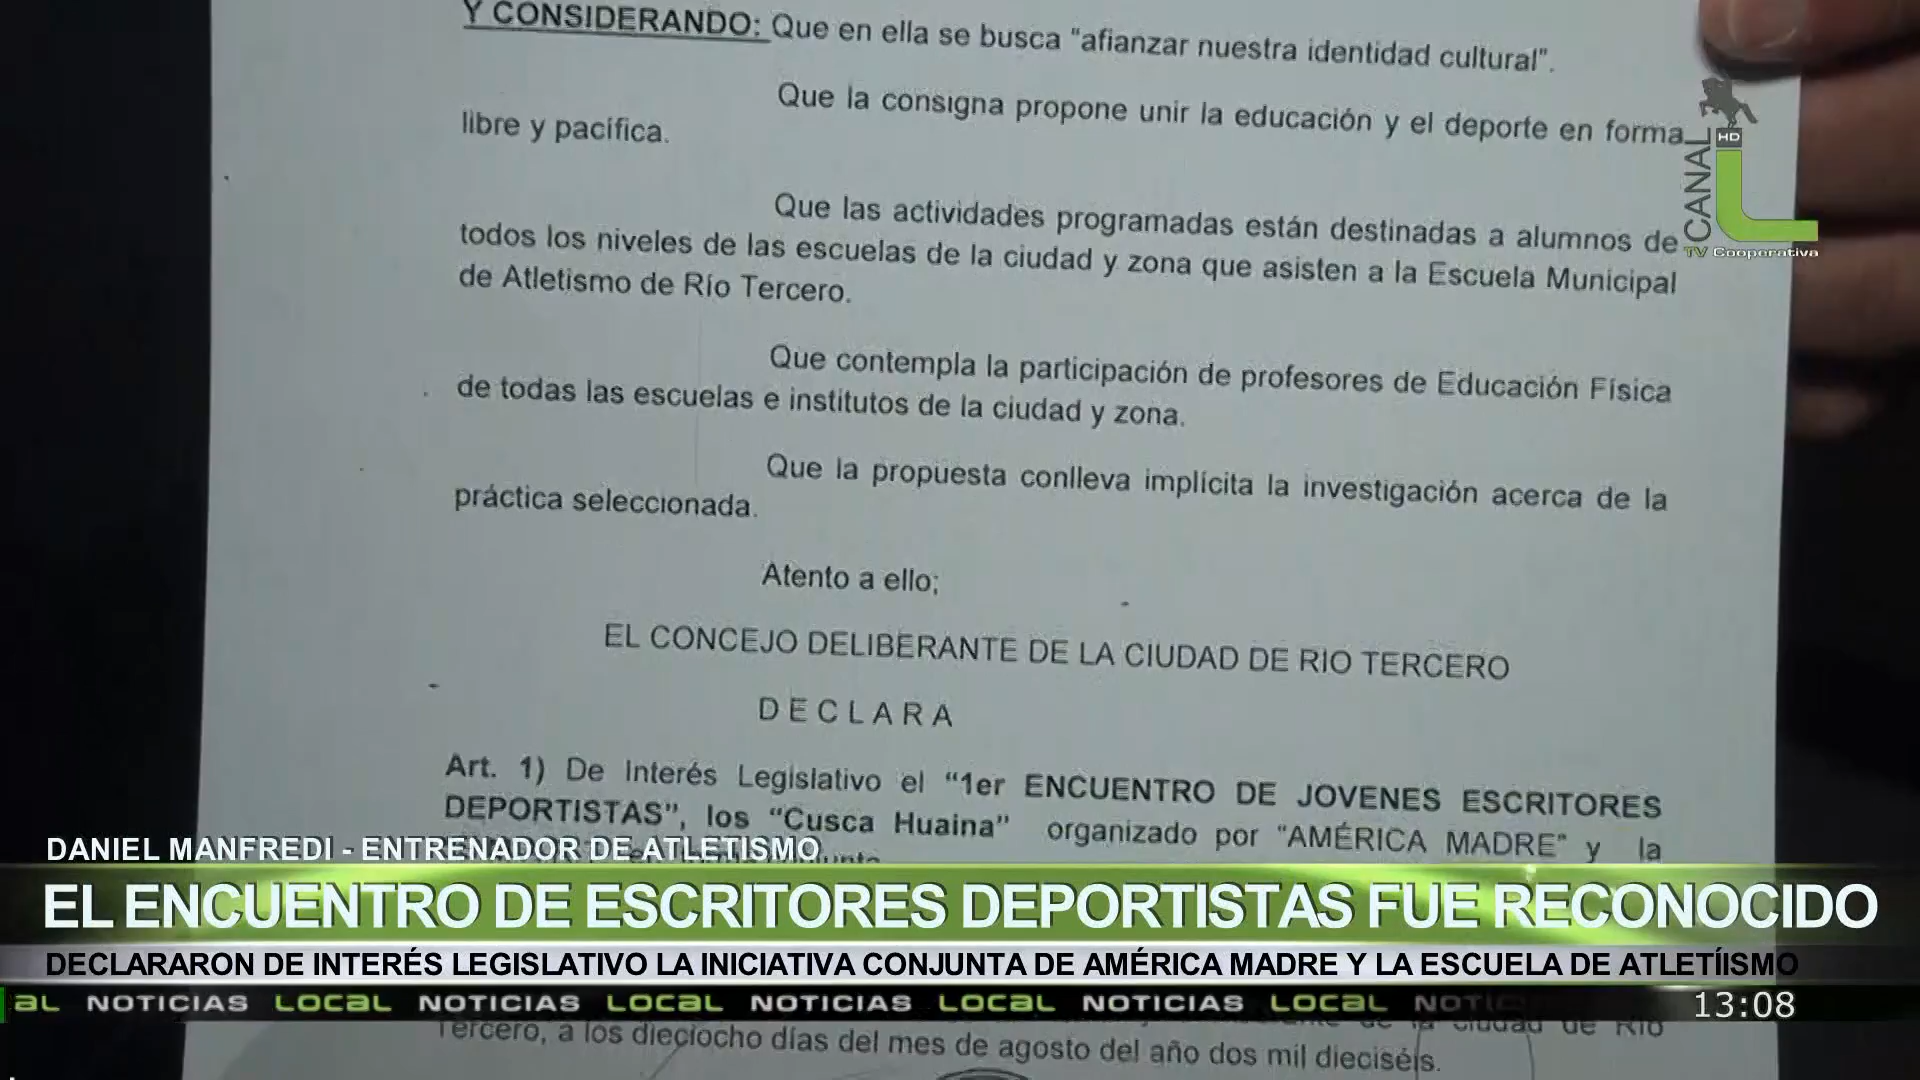 Y CONSIDERANDO: Que en ella se busca "afianzar nuestra identidad cultural".
Que la consigna propone unir la educación y el deporte en forma
libre y pacífica.
CANAL
HD
L
TV Cooperativa
Que las actividades programadas están destinadas a alumnos de
todos los niveles de las escuelas de la ciudad y zona que asisten a la Escuela Municipal
de Atletismo de Río Tercero.
Que contempla la participación de profesores de Educación Física
de todas las escuelas e institutos de la ciudad y zona.
Que la propuesta conlleva implícita la investigación acerca de la
práctica seleccionada.
Atento a ello;
EL CONCEJO DELIBERANTE DE LA CIUDAD DE RIO TERCERO
D E C L A R A
Art. 1) De Interés Legislativo el "1er ENCUENTRO DE JOVENES ESCRITORES
DEPORTISTAS", los "Cusca Huaina" organizado por "AMÉRICA MADRE" y la
DANIEL MANFREDI - ENTRENADOR DE ATLETISMO
EL ENCUENTRO DE ESCRITORES DEPORTISTAS FUE RECONOCIDO
DECLARARON DE INTERÉS LEGISLATIVO LA INICIATIVA CONJUNTA DE AMÉRICA MADRE Y LA ESCUELA DE ATLETÍISMO
aL NOTICIAS LOCaL NOTICIAS LOCaL NOTICIAS LOCaL NOTICIAS LOCaL NOTIC 13:08
de la ciudad de Río
Tercero, a los dieciocho días del mes de agosto del año dos mil dieciséis.